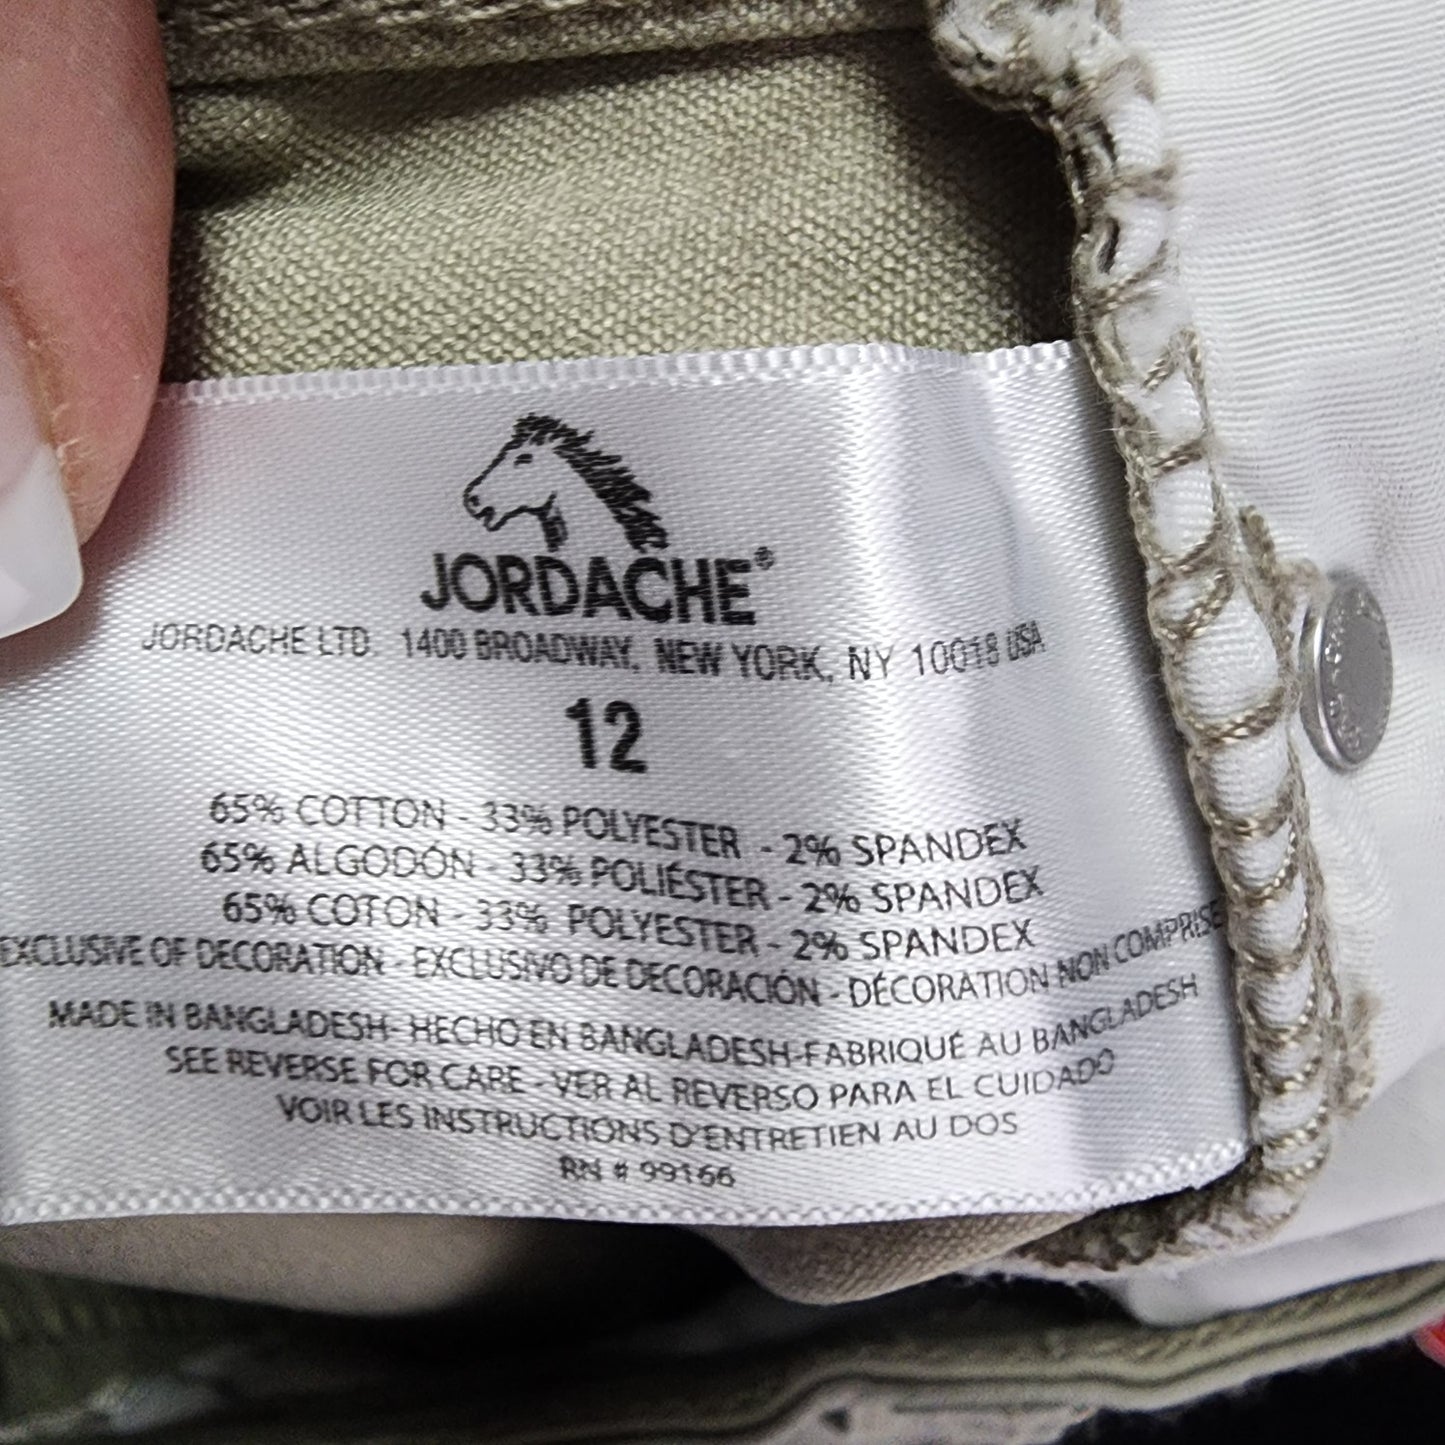 JORDACHE®
JORDACHE LTD. 1400 BROADWAY, NEW YORK, NY 10018 USA
12
65% COTTON - 33% POLYESTER - 2% SPANDEX
65% ALGODÓN - 33% POLIÉSTER - 2% SPANDEX
65% COTON - 33% POLYESTER - 2% SPANDEX
EXCLUSIVE OF DECORATION - EXCLUSIVO DE DECORACIÓN - DÉCORATION NON COMPRISE
MADE IN BANGLADESH- HECHO EN BANGLADESH-FABRIQUÉ AU BANGLADESH
SEE REVERSE FOR CARE - VER AL REVERSO PARA EL CUIDADO
VOIR LES INSTRUCTIONS D'ENTRETIEN AU DOS
RN # 99166